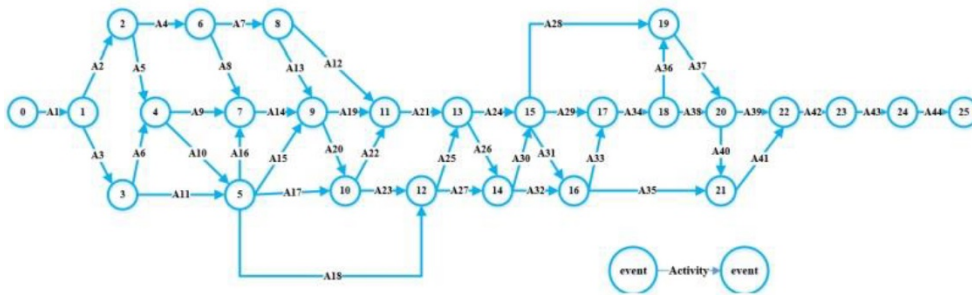 2 A4 6 A7 8 A28 19
A2 A5 A8 A13 A12 A36 A37
0 A1 1 4 A9 7 A14 9 A19 11 A21 13 A24 15 A29 17 A34 18 A38 20 A39 22 A42 23 A43 24 A44 25
A3 A6 A10 A16 A15 A20 A22 A25 A26 A30 A31 A33 A40 A41
3 A11 5 A17 10 A23 12 A27 14 A32 16 A35 21
A18
event Activity event